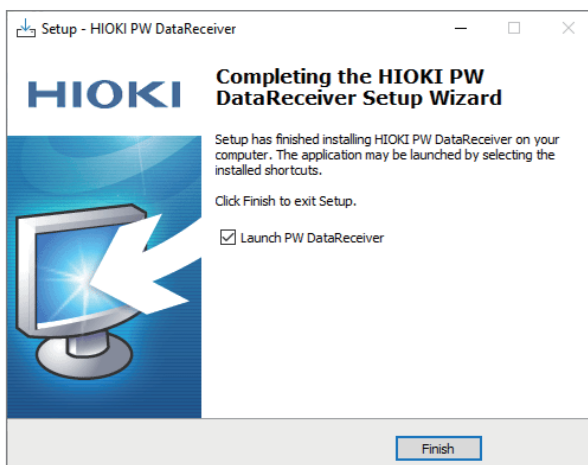 Setup - HIOKI PW DataReceiver
HIOKI
Completing the HIOKI PW
DataReceiver Setup Wizard
Setup has finished installing HIOKI PW DataReceiver on your
computer. The application may be launched by selecting the
installed shortcuts.
Click Finish to exit Setup.
Launch PW DataReceiver
Finish